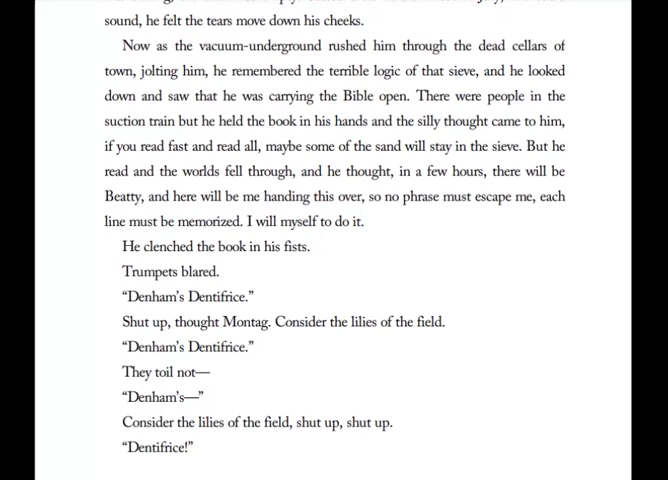 sound, he felt the tears move down his cheeks.
Now as the vacuum-underground rushed him through the dead cellars of
town, jolting him, he remembered the terrible logic of that sieve, and he looked
down and saw that he was carrying the Bible open. There were people in the
suction train but he held the book in his hands and the silly thought came to him,
if you read fast and read all, maybe some of the sand will stay in the sieve. But he
read and the worlds fell through, and he thought, in a few hours, there will be
Beatty, and here will be me handing this over, so no phrase must escape me, each
line must be memorized. I will myself to do it.
He clenched the book in his fists.
Trumpets blared.
“Denham’s Dentifrice.”
Shut up, thought Montag. Consider the lilies of the field.
“Denham’s Dentifrice.”
They toil not—
“Denham’s—”
Consider the lilies of the field, shut up, shut up.
“Dentifrice!”